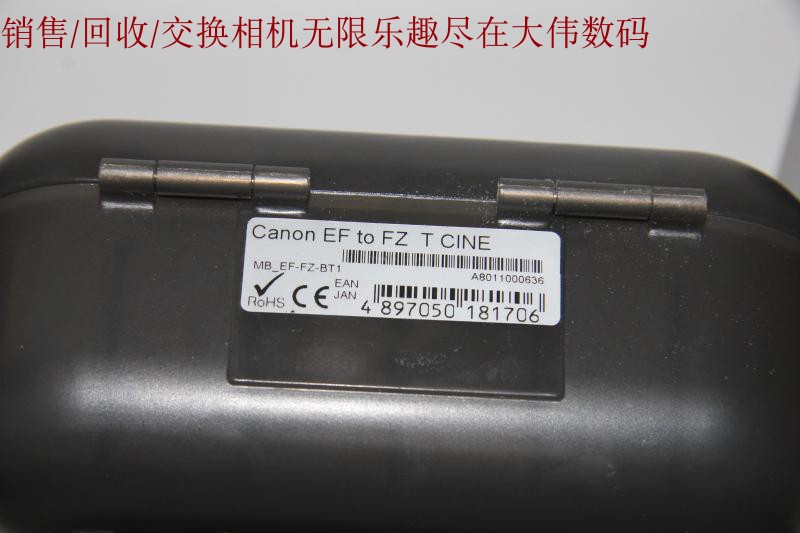 销售/回收/交换相机无限乐趣尽在大伟数码
Canon EF to FZ T CINE
MB_EF-FZ-BT1
A8011000636
RoHS CE EAN JAN
4 897050 181706